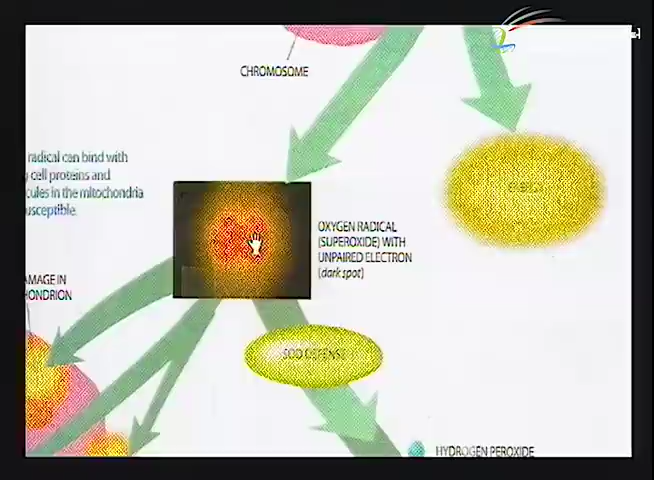 CHROMOSOME
radical can bind with
cell proteins and
cules in the mitochondria
usceptible.
ENERGY
OXYGEN RADICAL
(SUPEROXIDE) WITH
UNPAIRED ELECTRON
(dark spot)
AMAGE IN
HONDRION
SOD DEFENSE
HYDROGEN PEROXIDE